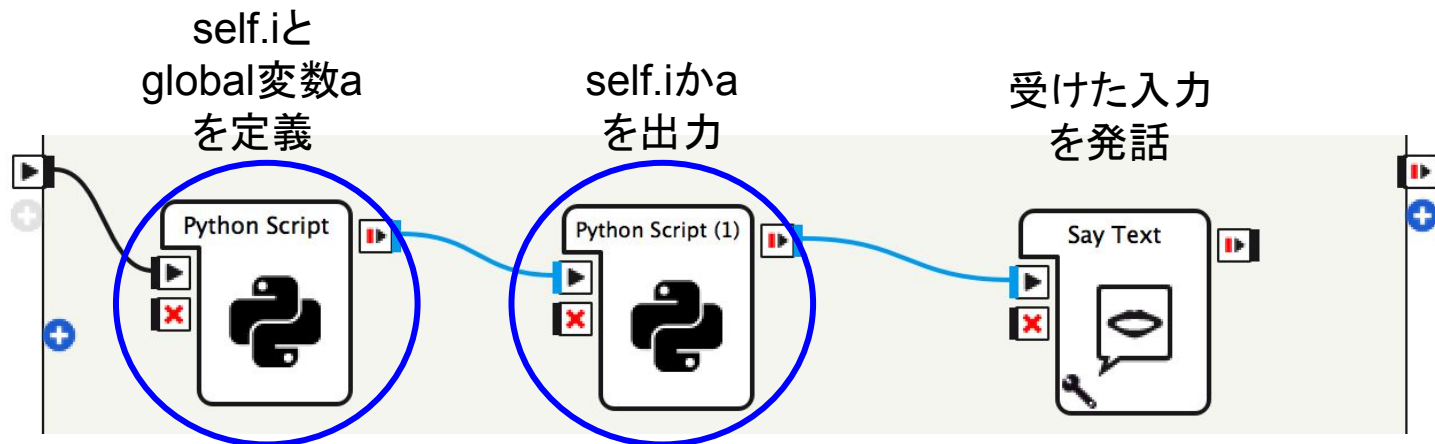 self.iと
global変数a
を定義
self.iかa
を出力
受けた入力
を発話
Python Script
Python Script (1)
Say Text